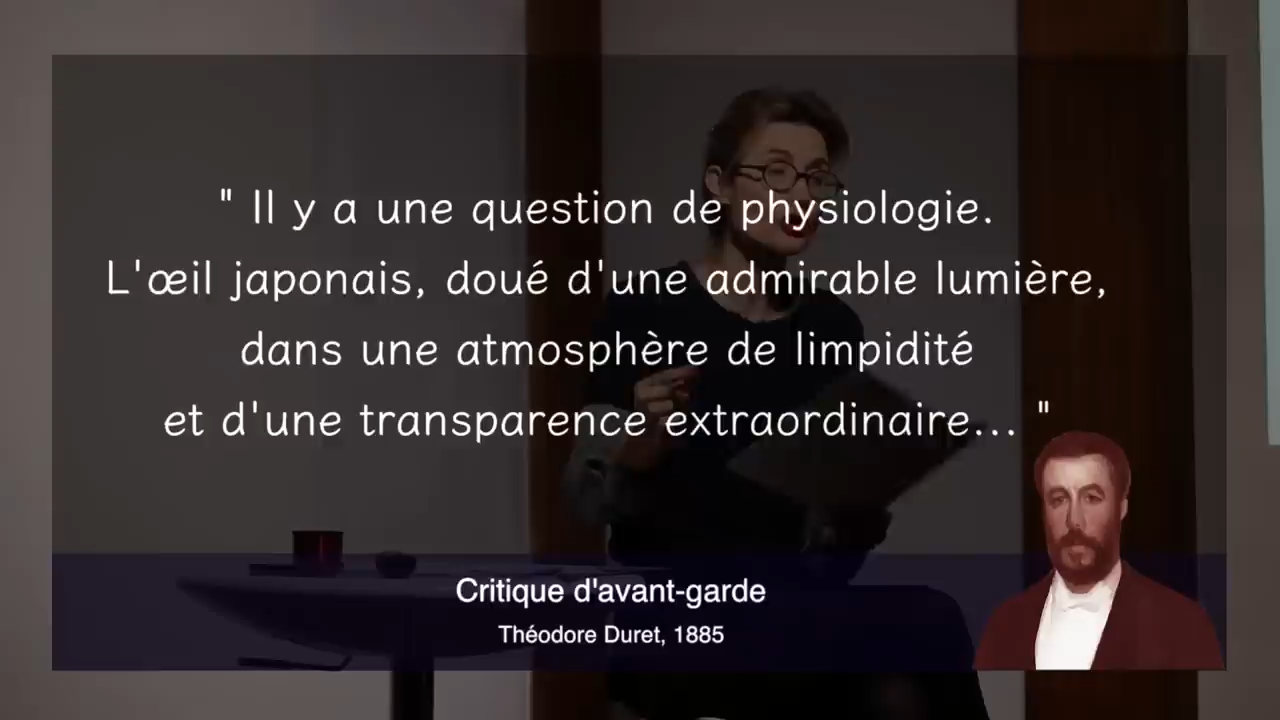 " Il y a une question de physiologie.
L'œil japonais, doué d'une admirable lumière,
dans une atmosphère de limpidité
et d'une transparence extraordinaire... "
Critique d'avant-garde
Théodore Duret, 1885